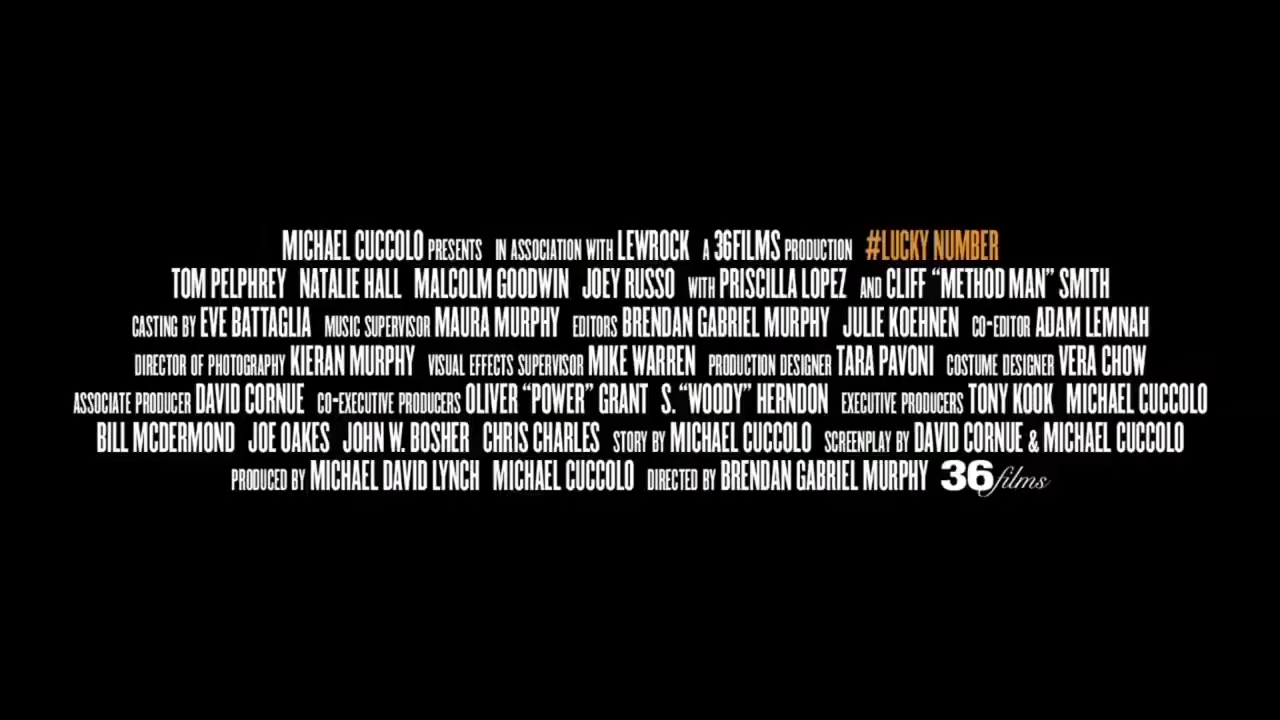 MICHAEL CUCCOLO PRESENTS IN ASSOCIATION WITH LEWROCK A 36FILMS PRODUCTION #LUCKY NUMBER
TOM PELPHREY NATALIE HALL MALCOLM GOODWIN JOEY RUSSO WITH PRISCILLA LOPEZ AND CLIFF “METHOD MAN” SMITH
CASTING BY EVE BATTAGLIA MUSIC SUPERVISOR MAURA MURPHY EDITORS BRENDAN GABRIEL MURPHY JULIE KOEHNEN CO-EDITOR ADAM LEMNAH
DIRECTOR OF PHOTOGRAPHY KIERAN MURPHY VISUAL EFFECTS SUPERVISOR MIKE WARREN PRODUCTION DESIGNER TARA PAVONI COSTUME DESIGNER VERA CHOW
ASSOCIATE PRODUCER DAVID CORNUE CO-EXECUTIVE PRODUCERS OLIVER “POWER” GRANT S. “WOODY” HERNDON EXECUTIVE PRODUCERS TONY KOOK MICHAEL CUCCOLO
BILL MCDERMOND JOE OAKES JOHN W. BOSHER CHRIS CHARLES STORY BY MICHAEL CUCCOLO SCREENPLAY BY DAVID CORNUE & MICHAEL CUCCOLO
PRODUCED BY MICHAEL DAVID LYNCH MICHAEL CUCCOLO DIRECTED BY BRENDAN GABRIEL MURPHY 36films